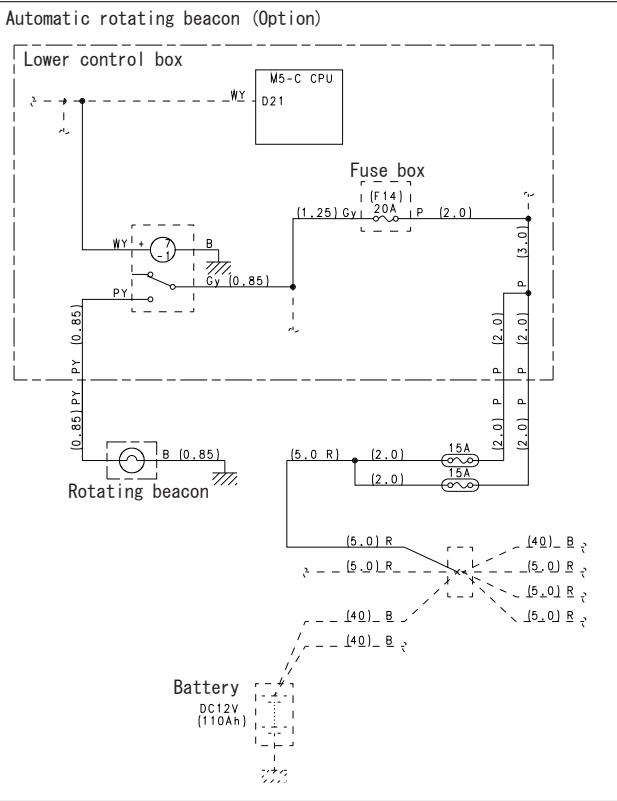 Automatic rotating beacon (Option)
Lower control box
M5-C CPU
WY D21
Fuse box
(F14)
(1.25) Gy 20A P (2.0)
(3.0)
WY + 7 B
-1
Gy (0.85)
PY
P
(0.85) (2.0) (2.0)
PY P P
PY P P
(0.85) (2.0) (2.0)
B (0.85) (5.0 R) (2.0) 15A
(2.0) 15A
Rotating beacon
(5.0) R (40) B
(5.0) R (5.0) R
(5.0) R
(40) B (5.0) R
(40) B
Battery
DC12V
(110Ah)